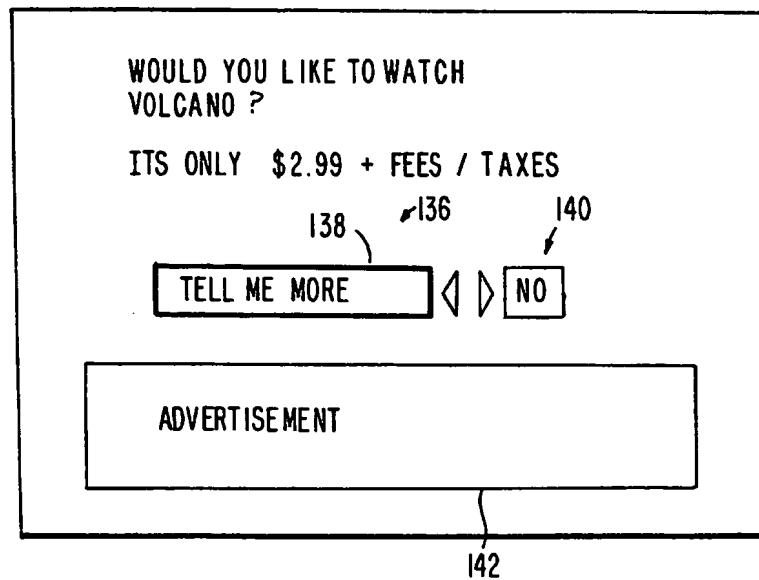 WOULD YOU LIKE TO WATCH
VOLCANO ?
ITS ONLY $2.99 + FEES / TAXES
136
138
140
TELL ME MORE
NO
ADVERTISEMENT
142